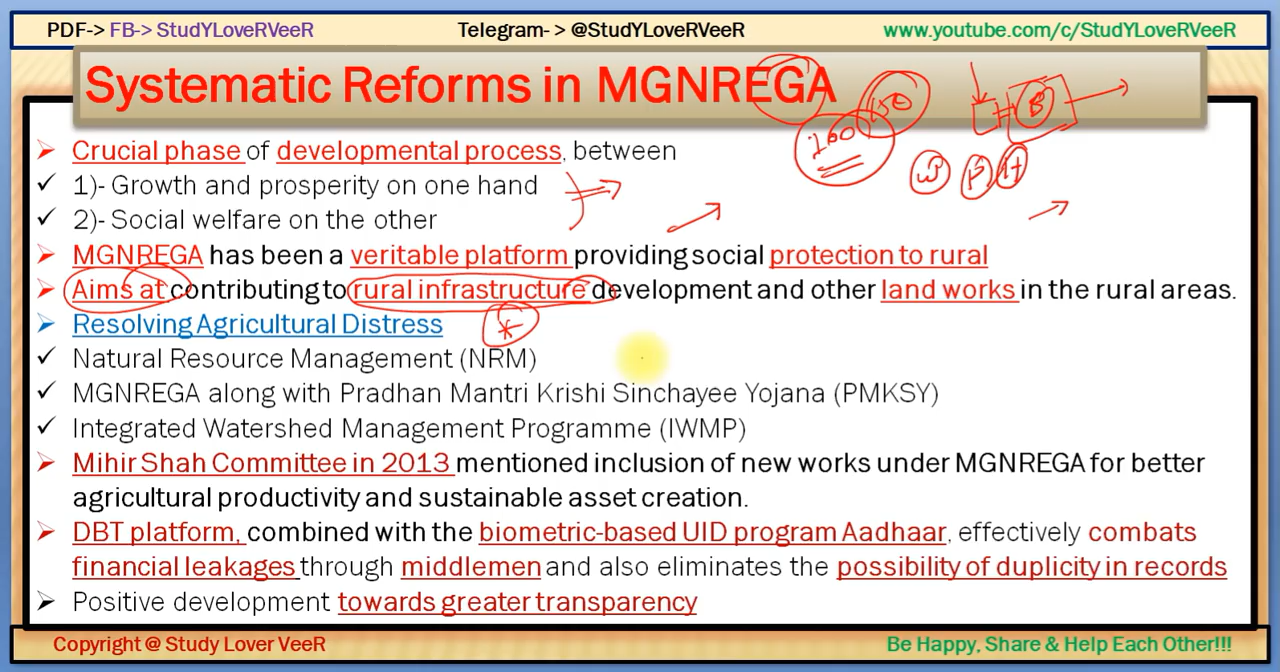 PDF-> FB-> StudYLoveRVeeR Telegram- > @StudYLoveRVeeR www.youtube.com/c/StudYLoveRVeeR
Systematic Reforms in MGNREGA
150
100
B
➤ Crucial phase of developmental process, between
✓ 1)- Growth and prosperity on one hand
✓ 2)- Social welfare on the other
➤ MGNREGA has been a veritable platform providing social protection to rural
➤ Aims at contributing to rural infrastructure development and other land works in the rural areas.
➤ Resolving Agricultural Distress *
✓ Natural Resource Management (NRM)
✓ MGNREGA along with Pradhan Mantri Krishi Sinchayee Yojana (PMKSY)
✓ Integrated Watershed Management Programme (IWMP)
➤ Mihir Shah Committee in 2013 mentioned inclusion of new works under MGNREGA for better
agricultural productivity and sustainable asset creation.
➤ DBT platform, combined with the biometric-based UID program Aadhaar, effectively combats
financial leakages through middlemen and also eliminates the possibility of duplicity in records
➤ Positive development towards greater transparency
Copyright @ Study Lover VeeR Be Happy, Share & Help Each Other!!!